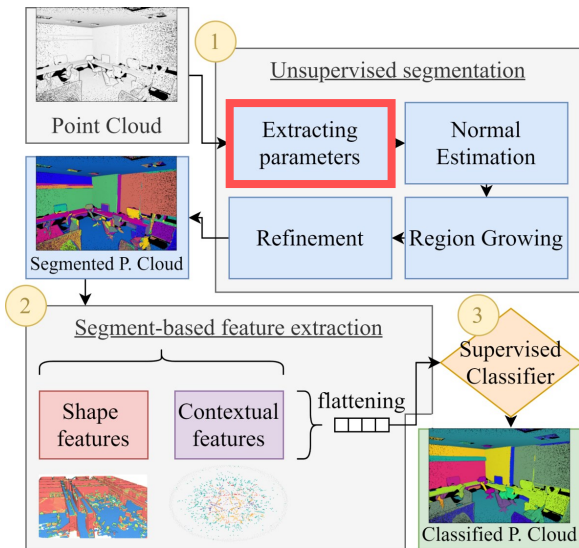 1
Unsupervised segmentation
Point Cloud
Extracting
parameters
Normal
Estimation
Segmented P. Cloud
Refinement
Region Growing
2
Segment-based feature extraction
3
Supervised
Classifier
Shape
features
Contextual
features
flattening
Classified P. Cloud